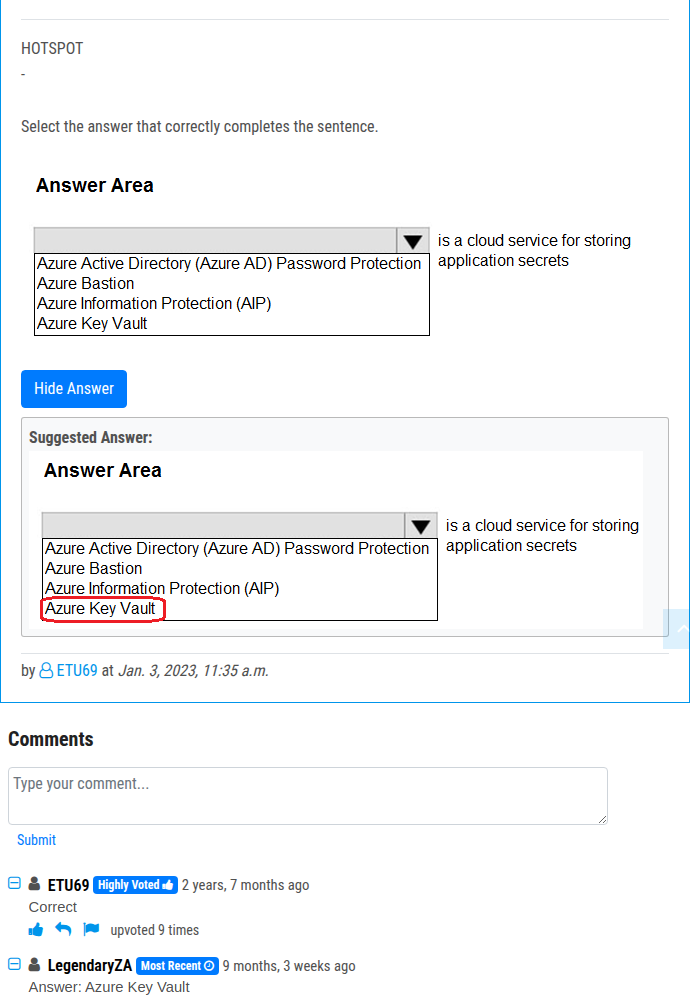 HOTSPOT
-
Select the answer that correctly completes the sentence.
Answer Area
is a cloud service for storing
application secrets
Azure Active Directory (Azure AD) Password Protection
Azure Bastion
Azure Information Protection (AIP)
Azure Key Vault
Hide Answer
Suggested Answer:
Answer Area
is a cloud service for storing
application secrets
Azure Active Directory (Azure AD) Password Protection
Azure Bastion
Azure Information Protection (AIP)
Azure Key Vault
by ETU69 at Jan. 3, 2023, 11:35 a.m.
Comments
Type your comment...
Submit
ETU69 Highly Voted 2 years, 7 months ago
Correct
upvoted 9 times
LegendaryZA Most Recent 9 months, 3 weeks ago
Answer: Azure Key Vault